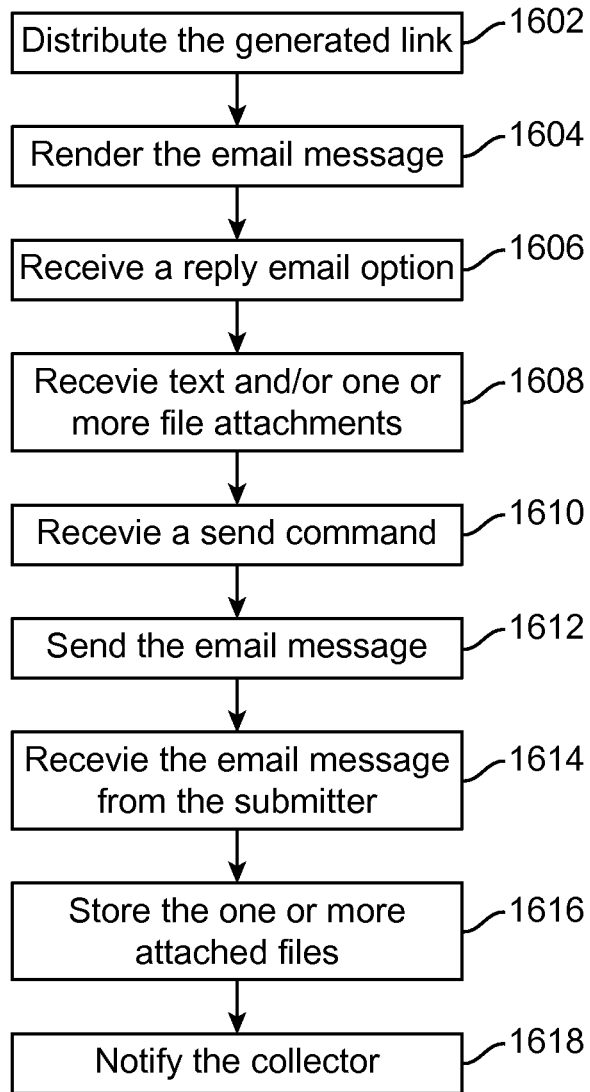 Distribute the generated link
1602
Render the email message
1604
Receive a reply email option
1606
Recevie text and/or one or
more file attachments
1608
Recevie a send command
1610
Send the email message
1612
Recevie the email message
from the submitter
1614
Store the one or more
attached files
1616
Notify the collector
1618